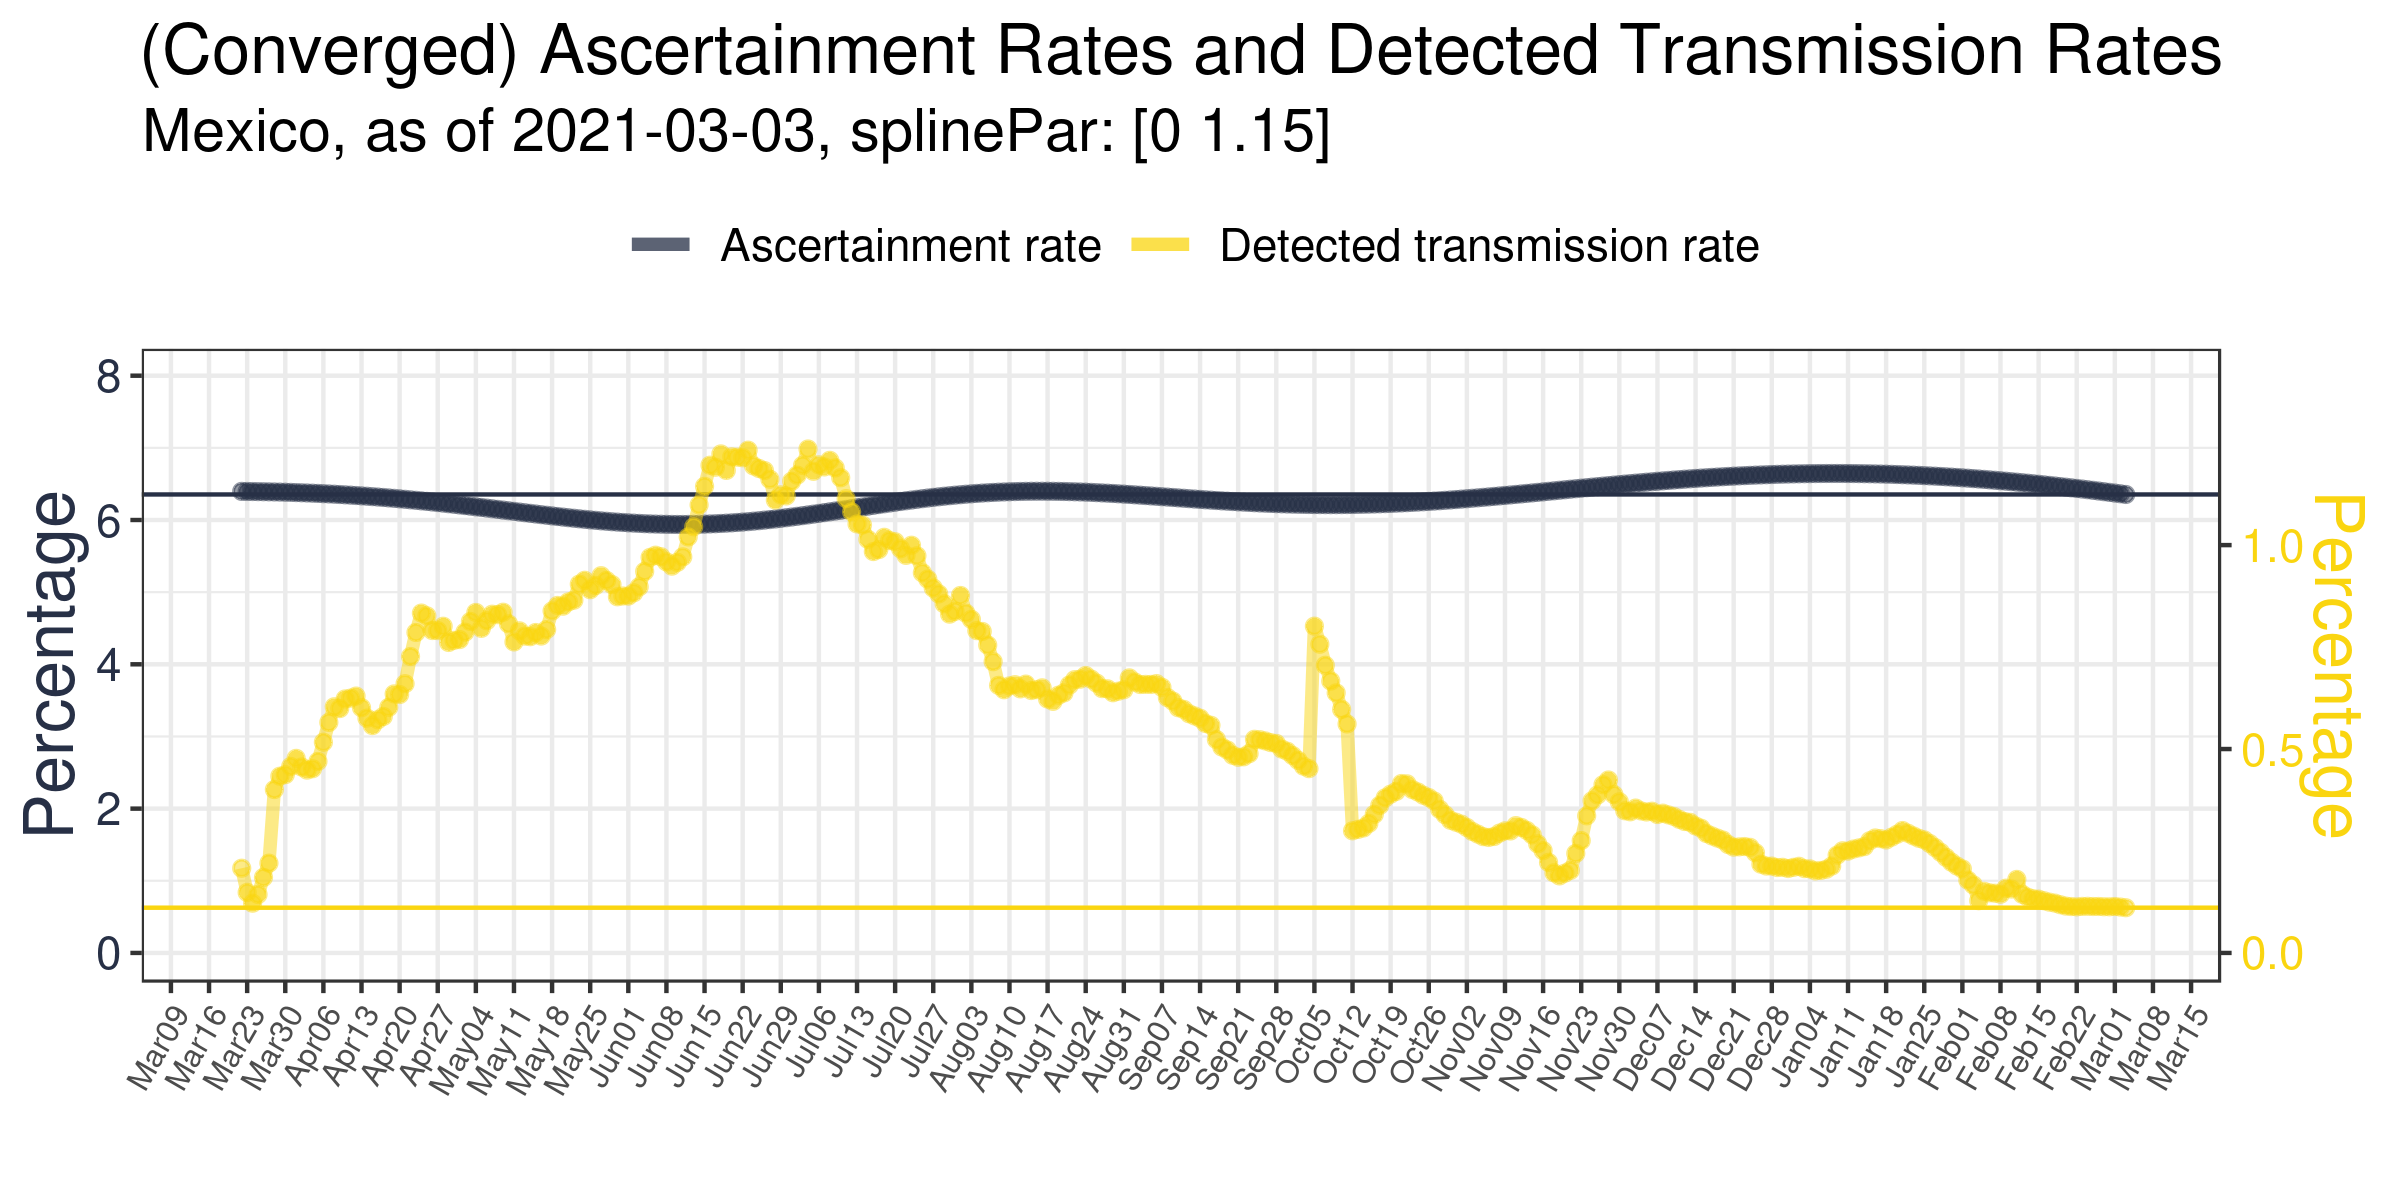 (Converged) Ascertainment Rates and Detected Transmission Rates
Mexico, as of 2021-03-03, splinePar: [0 1.15]
Ascertainment rate Detected transmission rate
Percentage
8
6
4
2
0
1.0
0.5
0.0
Percentage
Mar09 Mar16 Mar23 Mar30 Apr06 Apr13 Apr20 Apr27 May04 May11 May18 May25 Jun01 Jun08 Jun15 Jun22 Jun29 Jul06 Jul13 Jul20 Jul27 Aug03 Aug10 Aug17 Aug24 Aug31 Sep07 Sep14 Sep21 Sep28 Oct05 Oct12 Oct19 Oct26 Nov02 Nov09 Nov16 Nov23 Nov30 Dec07 Dec14 Dec21 Dec28 Dec04 Jan11 Jan18 Jan25 Feb01 Feb08 Feb15 Feb22 Mar01 Mar08 Mar15